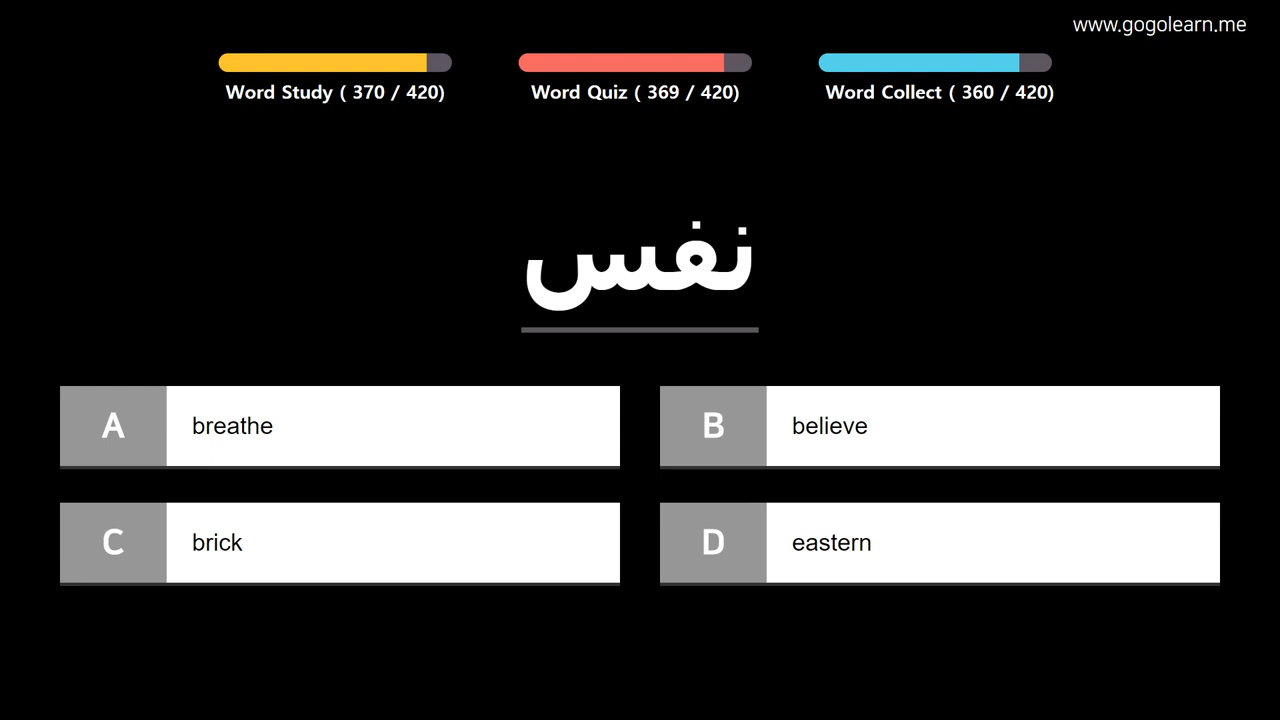 www.gogolearn.me
Word Study ( 370 / 420)
Word Quiz ( 369 / 420)
Word Collect ( 360 / 420)
نفس
A breathe
B believe
C brick
D eastern